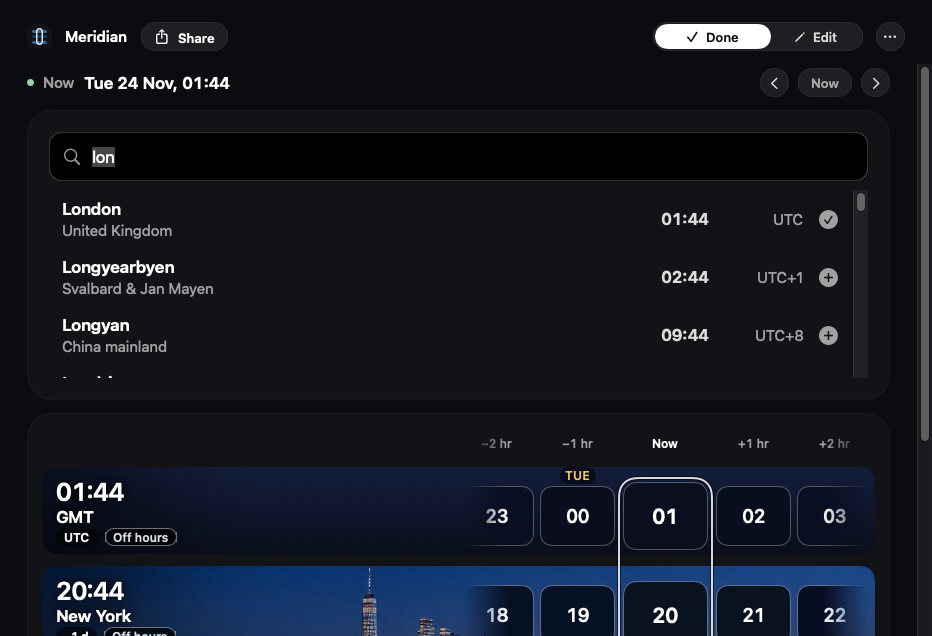 Meridian
Share
Done
Edit
Now Tue 24 Nov, 01:44
Now
lon
London
United Kingdom
01:44
UTC
Longyearbyen
Svalbard & Jan Mayen
02:44
UTC+1
Longyan
China mainland
09:44
UTC+8
−2 hr
−1 hr
Now
+1 hr
+2 hr
TUE
01:44
GMT
UTC
Off hours
23
00
01
02
03
20:44
New York
Off hours
18
19
20
21
22